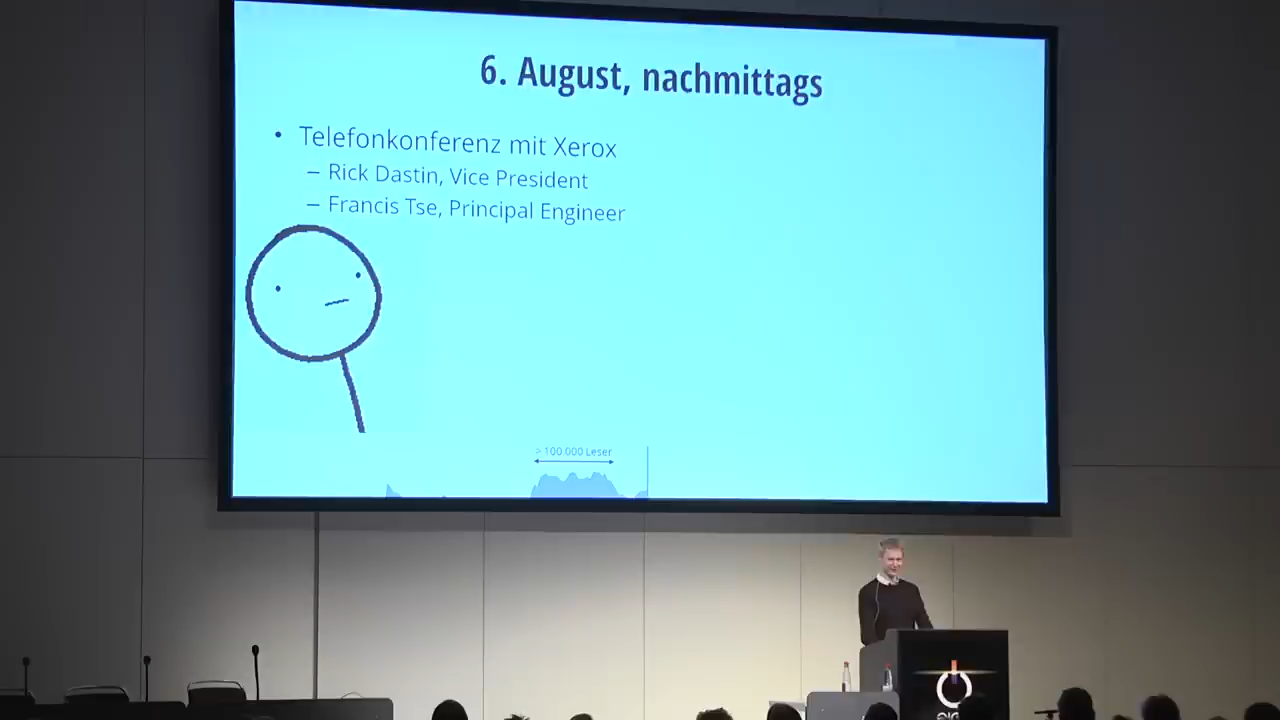 6. August, nachmittags
• Telefonkonferenz mit Xerox
– Rick Dastin, Vice President
– Francis Tse, Principal Engineer
> 100.000 Leser